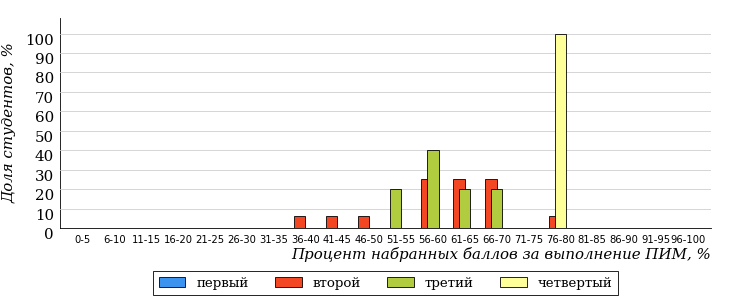 Доля студентов, %
100
90
80
70
60
50
40
30
20
10
0
0-5 6-10 11-15 16-20 21-25 26-30 31-35 36-40 41-45 46-50 51-55 56-60 61-65 66-70 71-75 76-80 81-85 86-90 91-95 96-100
Процент набранных баллов за выполнение ПИМ, %
первый второй третий четвертый